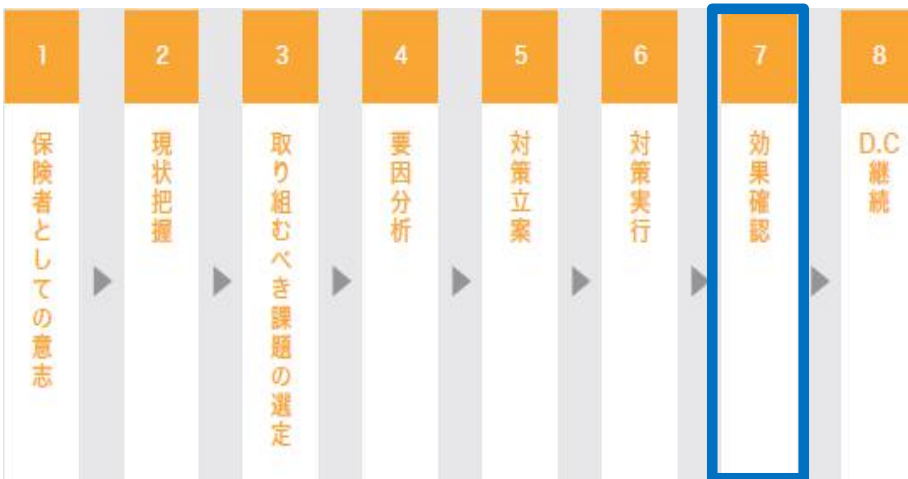 1
保険者としての意志
2
現状把握
3
取り組むべき課題の選定
4
要因分析
5
対策立案
6
対策実行
7
効果確認
8
D.C
継続